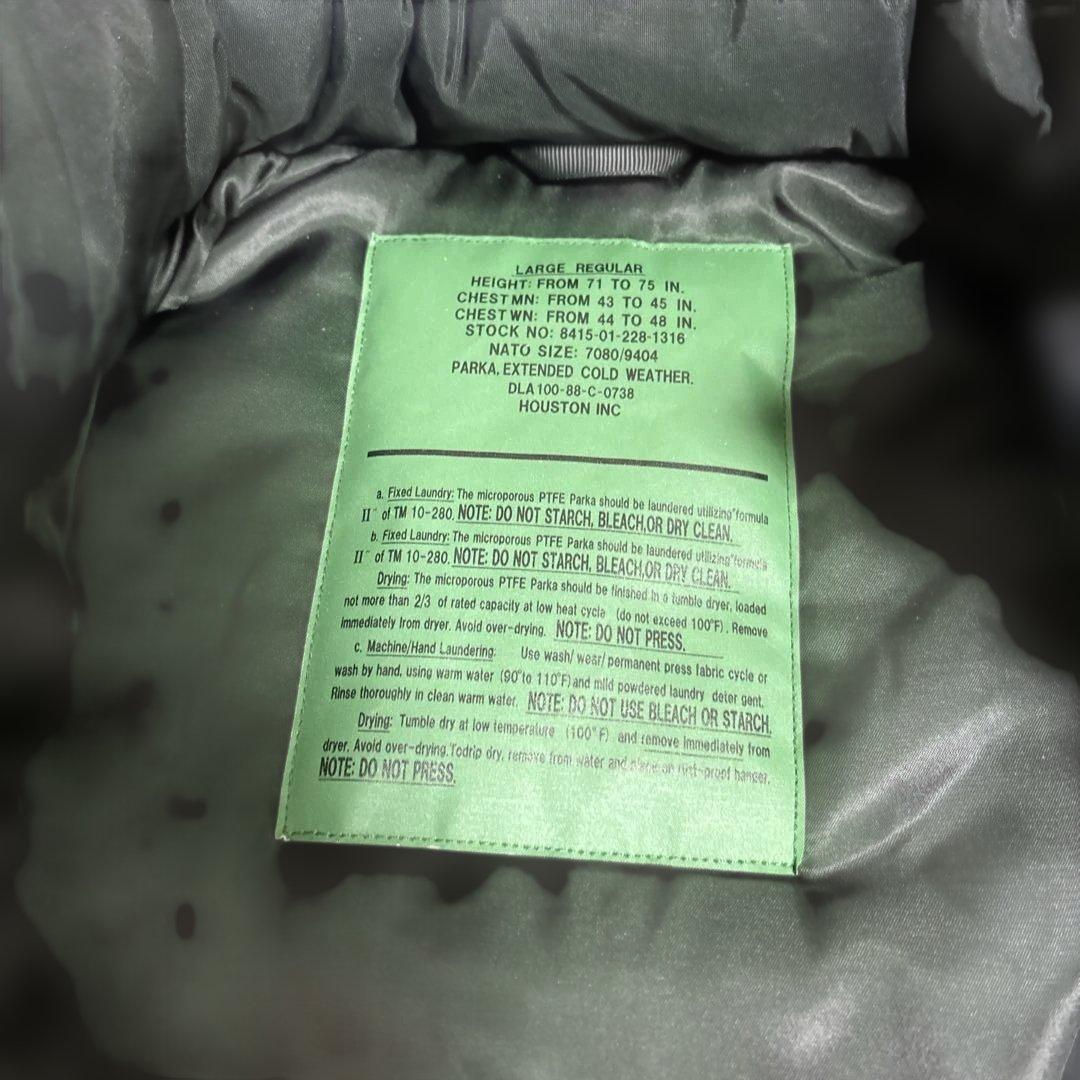 LARGE REGULAR
HEIGHT: FROM 71 TO 75 IN.
CHEST MN: FROM 43 TO 45 IN.
CHEST WN: FROM 44 TO 48 IN.
STOCK NO: 8415-01-228-1316
NATO SIZE: 7080/9404
PARKA, EXTENDED COLD WEATHER.
DLA100-88-C-0738
HOUSTON INC
a. Fixed Laundry: The microporous PTFE Parka should be laundered utilizing"formula
II" of TM 10-280. NOTE: DO NOT STARCH, BLEACH,OR DRY CLEAN.
b. Fixed Laundry: The microporous PTFE Parka should be laundered utilizing"formula
II" of TM 10-280. NOTE: DO NOT STARCH, BLEACH,OR DRY CLEAN.
Drying: The microporous PTFE Parka should be finished in a tumble dryer, loaded
not more than 2/3 of rated capacity at low heat cycle (do not exceed 100°F). Remove
immediately from dryer. Avoid over-drying. NOTE: DO NOT PRESS.
c. Machine/Hand Laundering: Use wash/ wear/ permanent press fabric cycle or
wash by hand, using warm water (90°to 110°F) and mild powdered laundry deter gent.
Rinse thoroughly in clean warm water. NOTE: DO NOT USE BLEACH OR STARCH.
Drying: Tumble dry at low temperature (100°F) and remove immediately from
dryer. Avoid over-drying.Todrip dry, remove from water and place on rust-proof hanger.
NOTE: DO NOT PRESS.